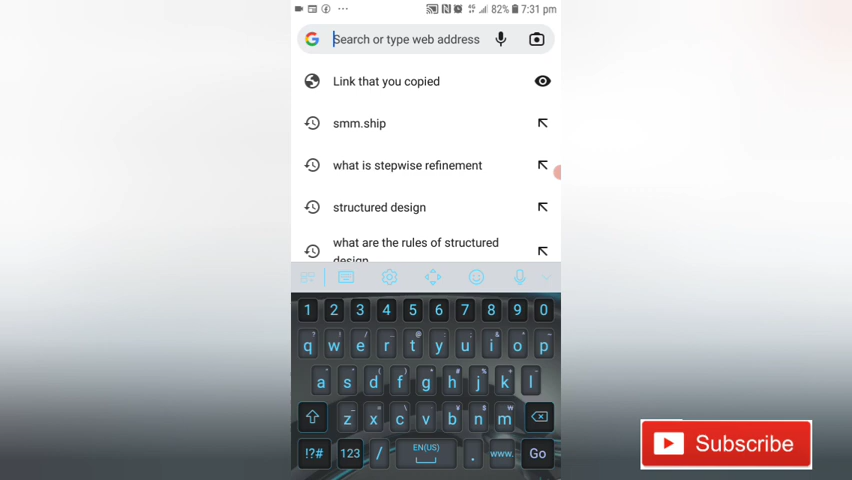 82% 7:31 pm
Search or type web address
Link that you copied
smm.ship
what is stepwise refinement
structured design
what are the rules of structured
design
1 2 3 4 5 6 7 8 9 0
q w e r t y u i o p
a s d f g h j k l
z x c v b n m
!?# 123 / EN(US) . www. Go
Subscribe